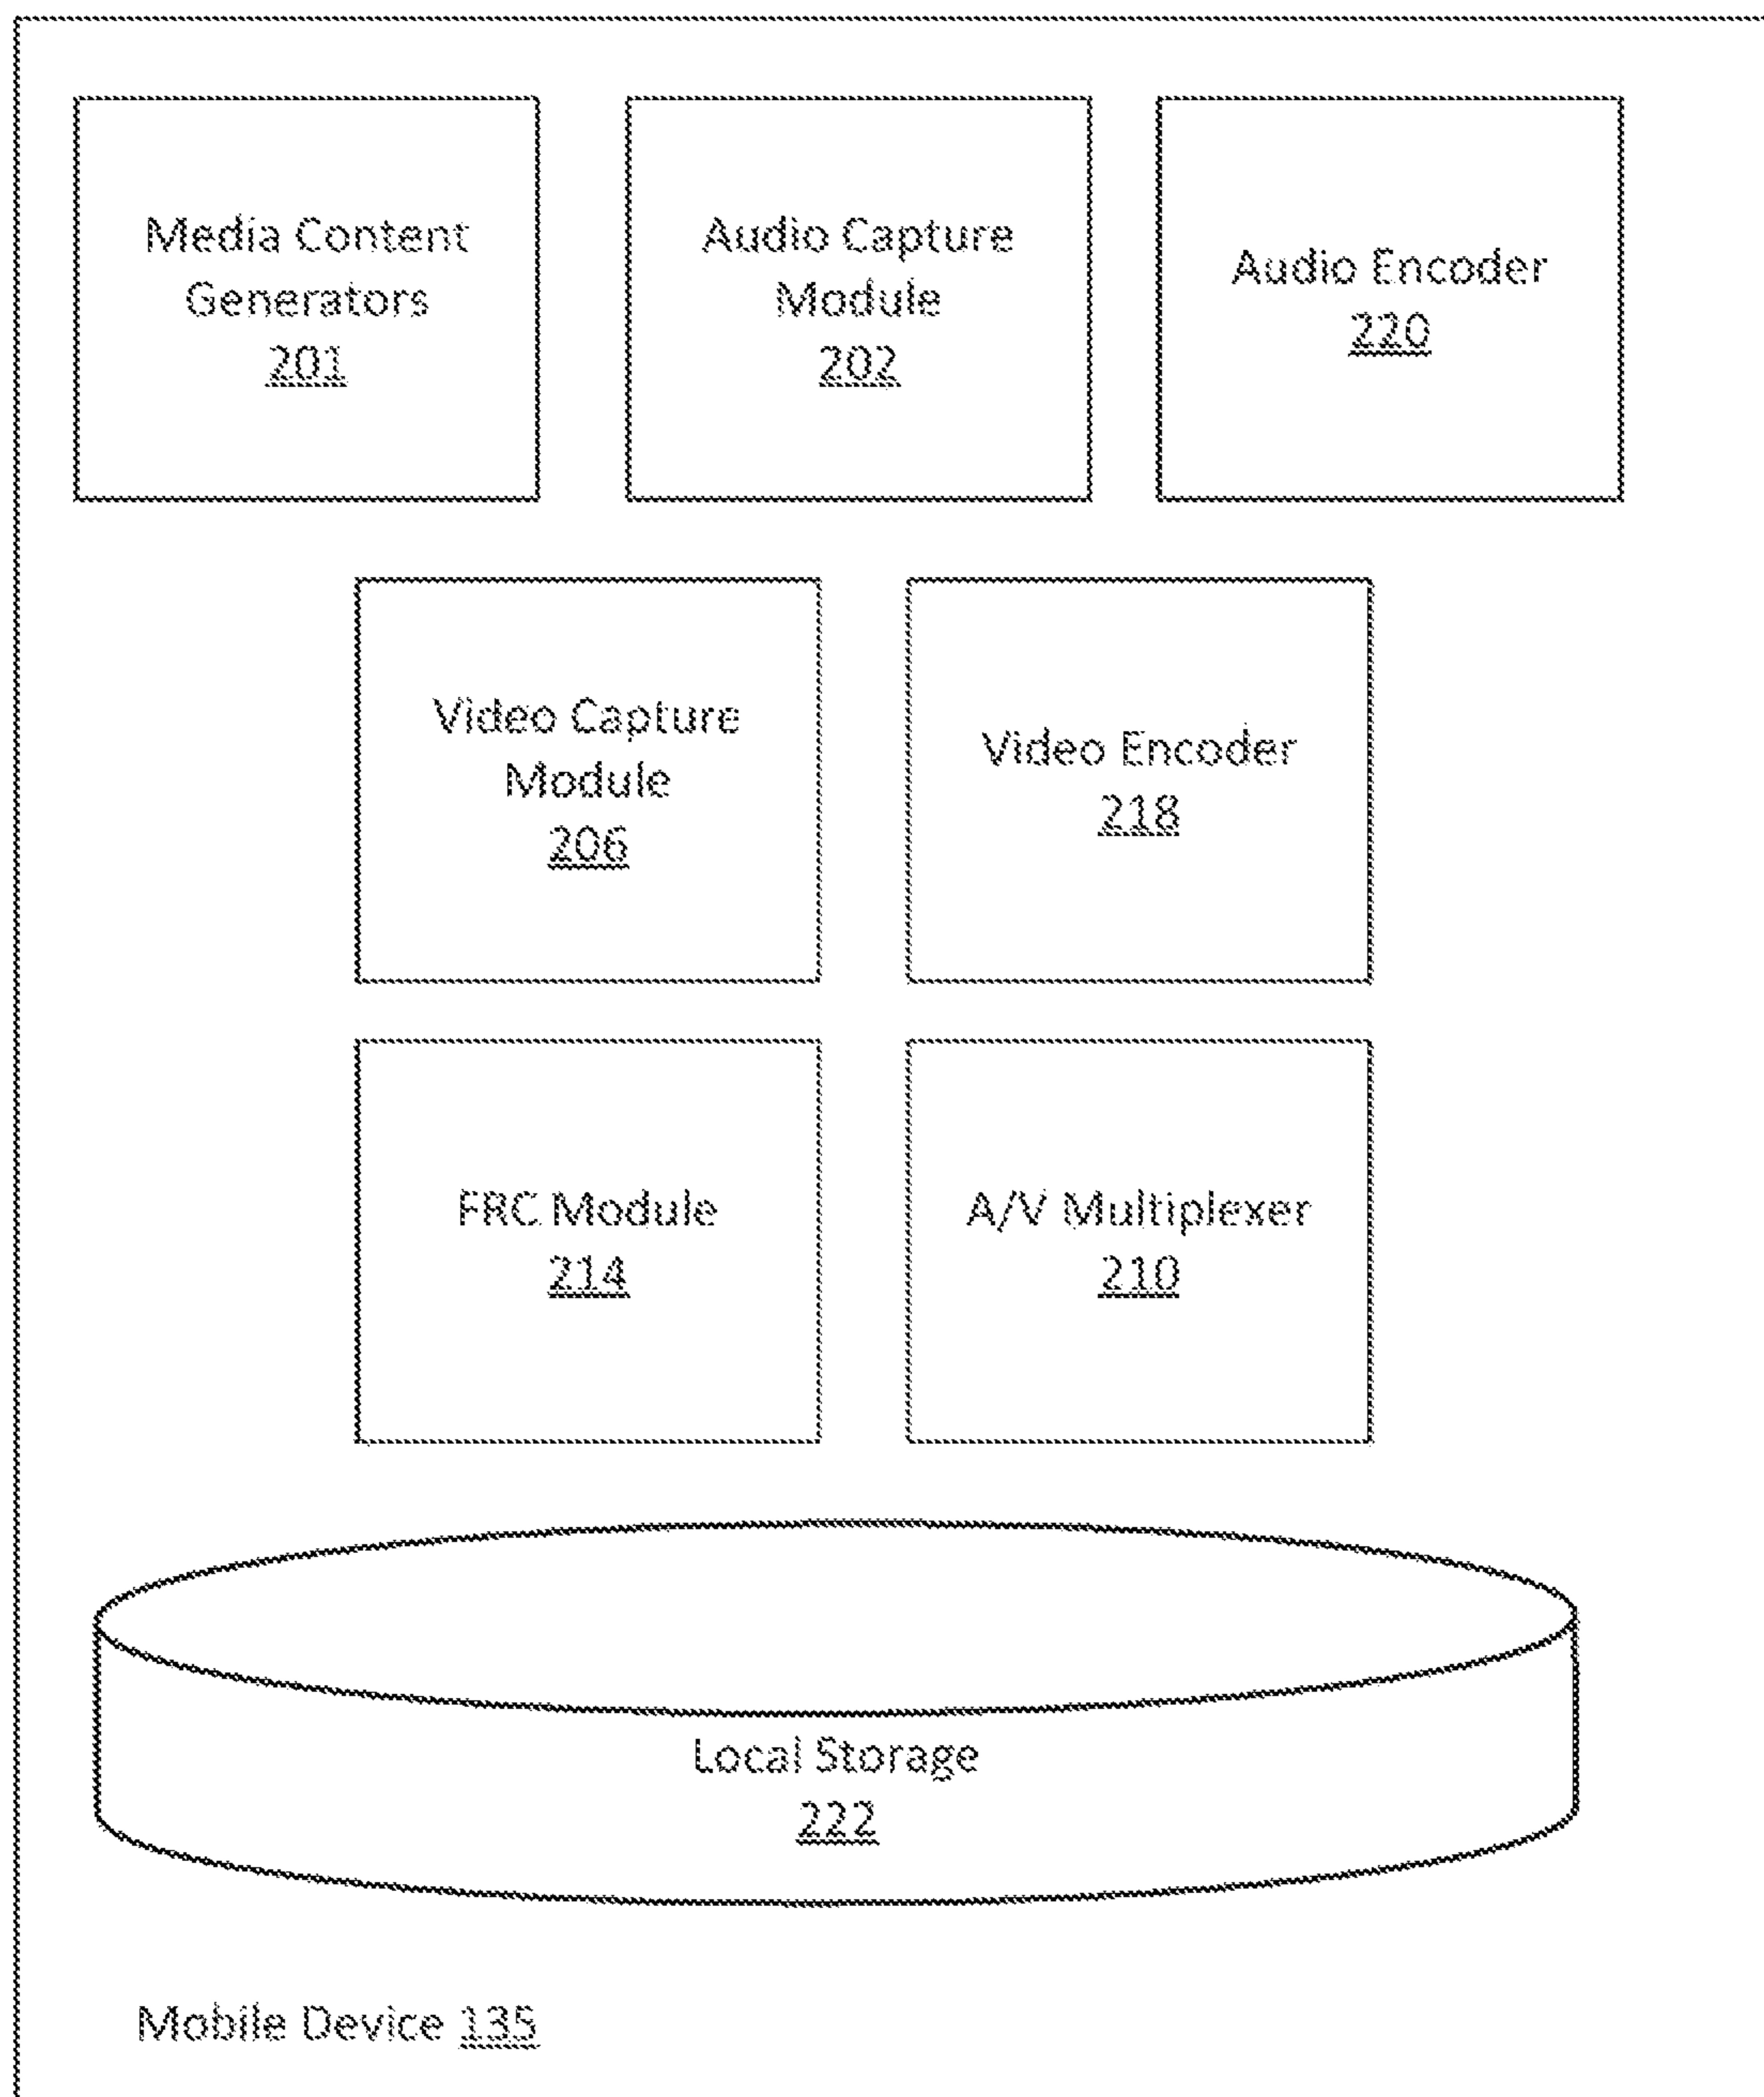 Media Content
Generators
201
Audio Capture
Module
202
Audio Encoder
220
Video Capture
Module
206
Video Encoder
218
FRC Module
214
A/V Multiplexer
210
Local Storage
222
Mobile Device 135